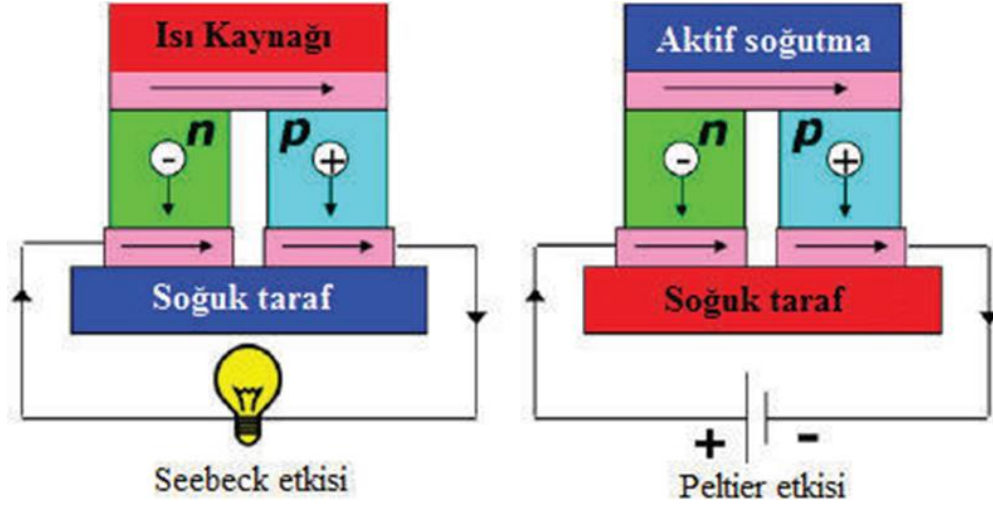 Isı Kaynağı
n
p
-
+
Soğuk taraf
Seebeck etkisi
Aktif soğutma
n
p
-
+
Soğuk taraf
+ -
Peltier etkisi